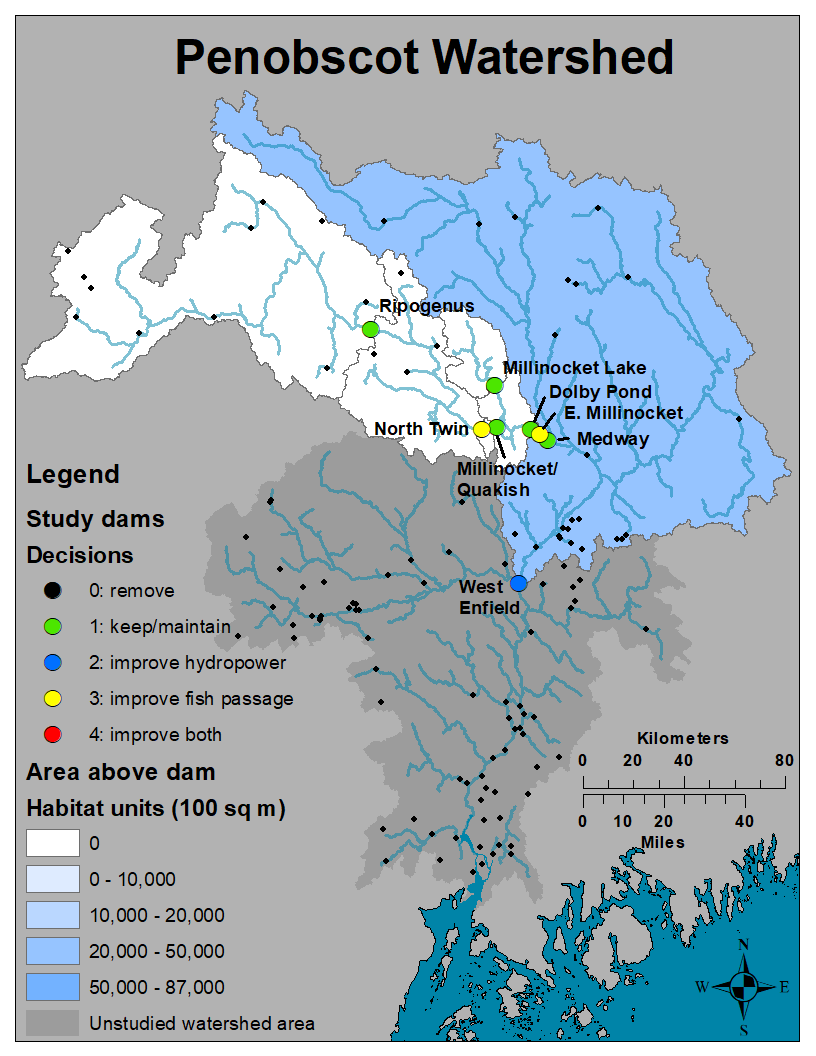 Penobscot Watershed
Ripogenus
Millinocket Lake
Dolby Pond
E. Millinocket
North Twin
Medway
Millinocket/
Quakish
West
Enfield
Legend
Study dams
Decisions
0: remove
1: keep/maintain
2: improve hydropower
3: improve fish passage
4: improve both
Area above dam
Habitat units (100 sq m)
0
0 - 10,000
10,000 - 20,000
20,000 - 50,000
50,000 - 87,000
Unstudied watershed area
Kilometers
0 20 40 80
0 10 20 40
Miles
N
W E
S